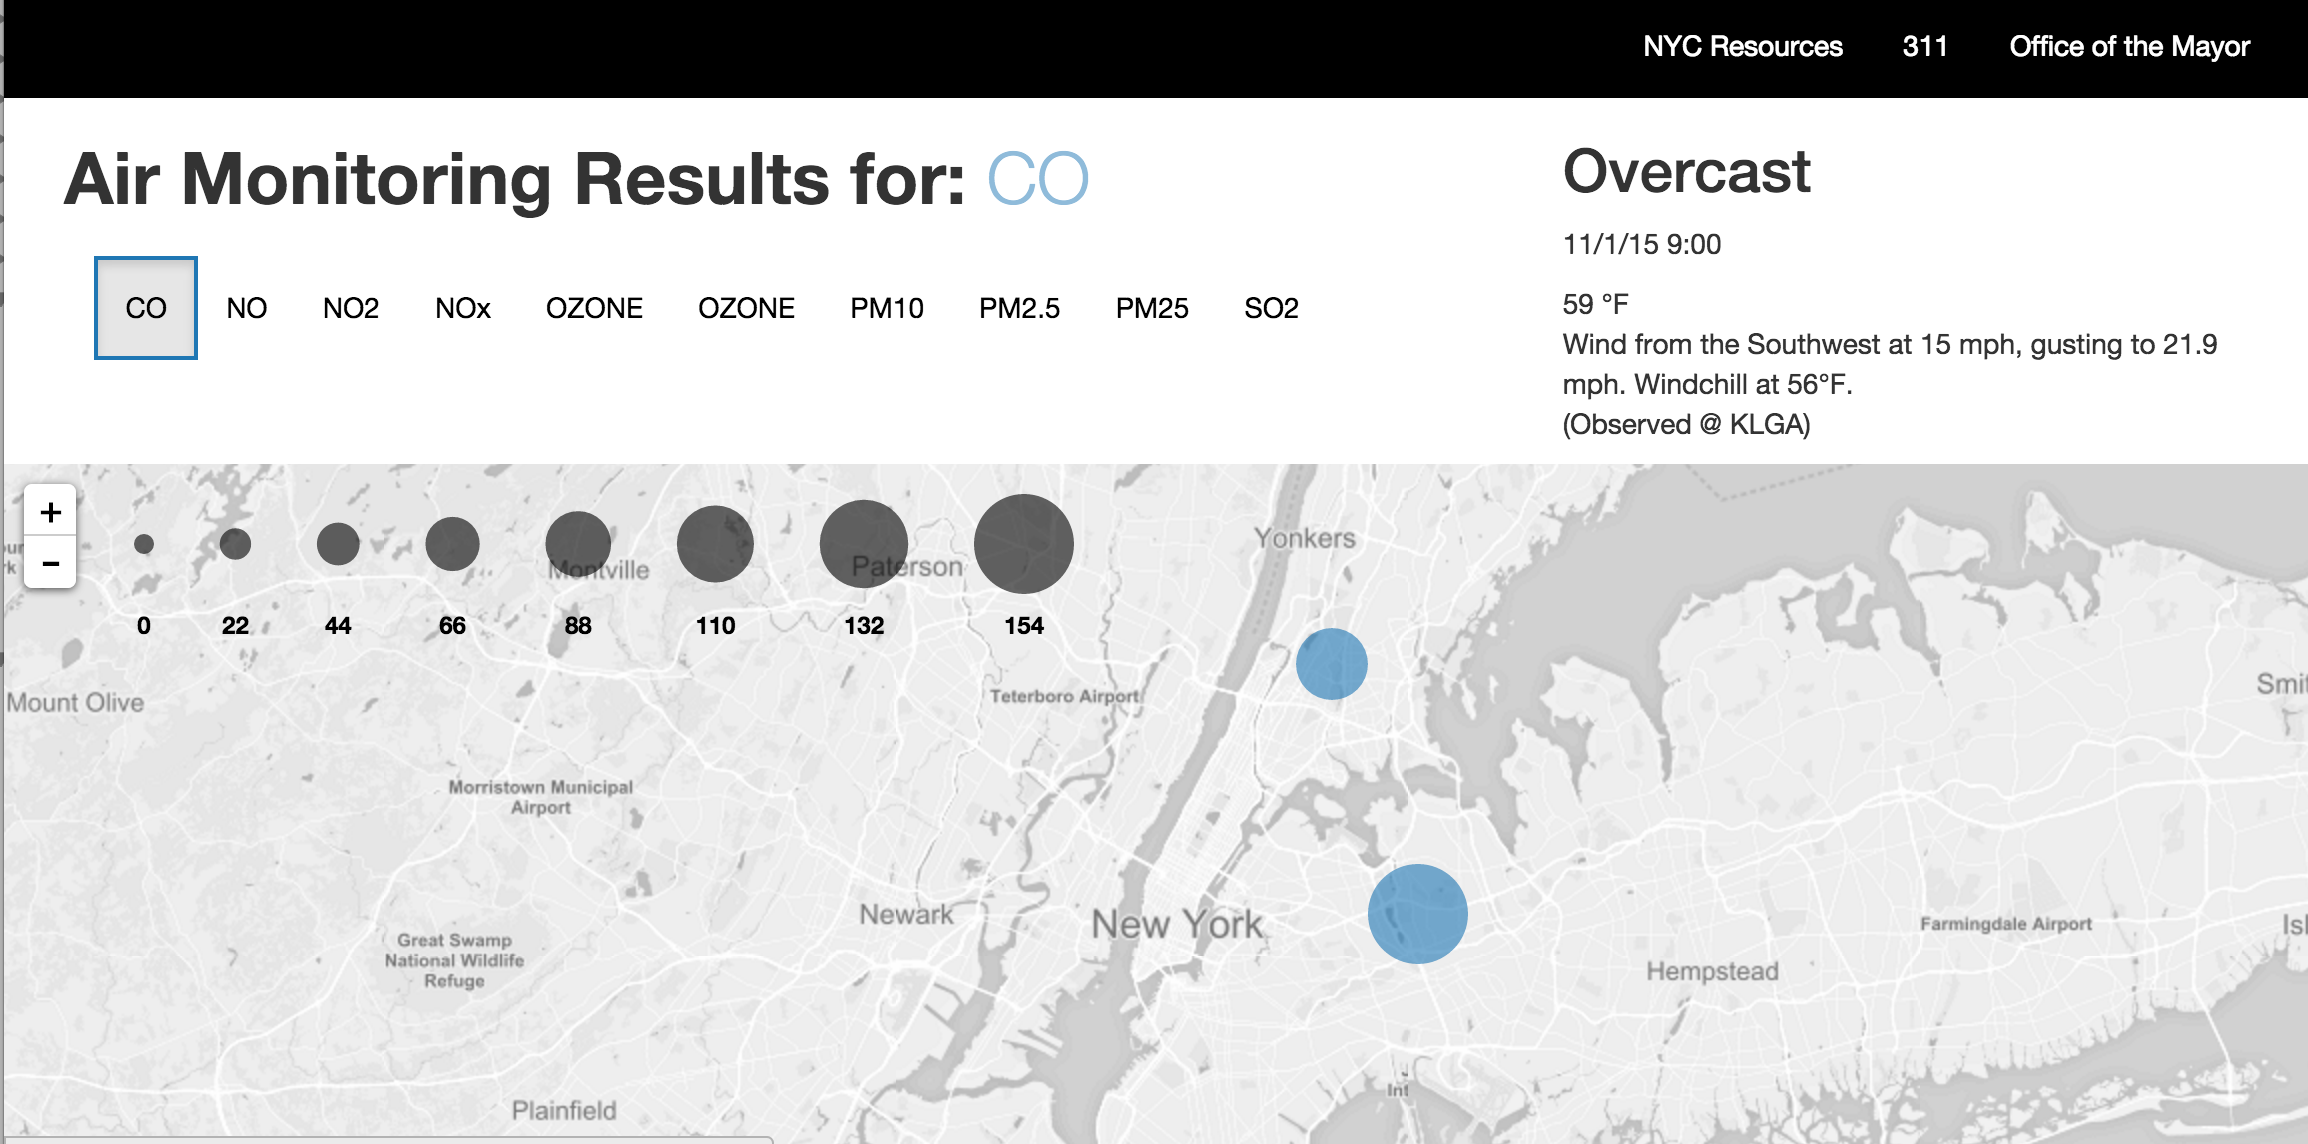 NYC Resources 311 Office of the Mayor
Air Monitoring Results for: CO
CO NO NO2 NOx OZONE OZONE PM10 PM2.5 PM25 SO2
Overcast
11/1/15 9:00
59 °F
Wind from the Southwest at 15 mph, gusting to 21.9
mph. Windchill at 56°F.
(Observed @ KLGA)
+
-
0 22 44 66 88 110 132 154
Montville
Paterson
Yonkers
Mount Olive
Teterboro Airport
Smit
Morristown Municipal
Airport
Newark
New York
Great Swamp
National Wildlife
Refuge
Farmingdale Airport
Isl
Hempstead
Int
Plainfield